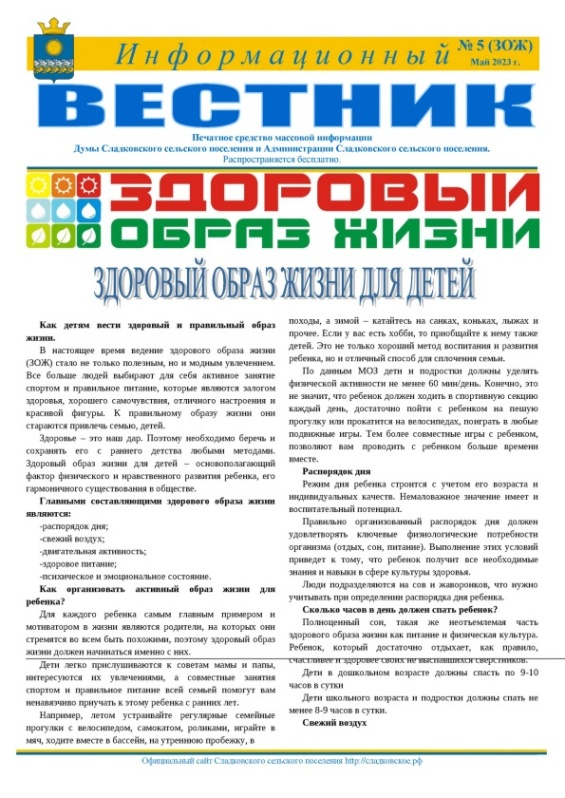 Информационный
№ 5 (ЗОЖ)
Май 2023 г.
ВЕСТНИК
Печатное средство массовой информации
Думы Сладковского сельского поселения и Администрации Сладковского сельского поселения.
Распространяется бесплатно.
ЗДОРОВЫЙ
ОБРАЗ ЖИЗНИ
ЗДОРОВЫЙ ОБРАЗ ЖИЗНИ ДЛЯ ДЕТЕЙ
Как детям вести здоровый и правильный образ
жизни.
В настоящее время ведение здорового образа жизни
(ЗОЖ) стало не только полезным, но и модным увлечением.
Все больше людей выбирают для себя активное занятие
спортом и правильное питание, которые являются залогом
здоровья, хорошего самочувствия, отличного настроения и
красивой фигуры. К правильному образу жизни они
стараются привлечь семью, детей.
Здоровье – это наш дар. Поэтому необходимо беречь и
сохранять его с раннего детства любыми методами.
Здоровый образ жизни для детей – основополагающий
фактор физического и нравственного развития ребенка, его
гармоничного существования в обществе.
Главными составляющими здорового образа жизни
являются:
-распорядок дня;
-свежий воздух;
-двигательная активность;
-здоровое питание;
-психическое и эмоциональное состояние.
Как организовать активный образ жизни для
ребенка?
Для каждого ребенка самым главным примером и
мотиватором в жизни являются родители, на которых они
стремятся во всем быть похожими, поэтому здоровый образ
жизни должен начинаться именно с них.
Дети легко прислушиваются к советам мамы и папы,
интересуются их увлечениями, а совместные занятия
спортом и правильное питание всей семьей помогут вам
ненавязчиво приучать к этому ребенка с ранних лет.
Например, летом устраивайте регулярные семейные
прогулки с велосипедом, самокатом, роликами, играйте в
мяч, ходите вместе в бассейн, на утреннюю пробежку, в
походы, а зимой – катайтесь на санках, коньках, лыжах и
прочее. Если у вас есть хобби, то приобщайте к нему также
детей. Это не только хороший метод воспитания и развития
ребенка, но и отличный способ для сплочения семьи.
По данным МОЗ дети и подростки должны уделять
физической активности не менее 60 мин/день. Конечно, это
не значит, что ребенок должен ходить в спортивную секцию
каждый день, достаточно пойти с ребенком на пешую
прогулку или прокатится на велосипедах, поиграть в любые
подвижные игры. Тем более совместные игры с ребенком,
позволяют вам проводить с ребенком больше времени
вместе.
Распорядок дня
Режим дня ребенка строится с учетом его возраста и
индивидуальных качеств. Немаловажное значение имеет и
воспитательный потенциал.
Правильно организованный распорядок дня должен
удовлетворять ключевые физиологические потребности
организма (отдых, сон, питание). Выполнение этих условий
приведет к тому, что ребенок получит все необходимые
знания и навыки в сфере культуры здоровья.
Люди подразделяются на сов и жаворонков, что нужно
учитывать при определении распорядка дня ребенка.
Сколько часов в день должен спать ребенок?
Полноценный сон, такая же неотъемлемая часть
здорового образа жизни как питание и физическая культура.
Ребенок, который достаточно отдыхает, как правило,
счастливее и здоровее своих не выспавшихся сверстников.
Дети в дошкольном возрасте должны спать по 9-10
часов в сутки
Дети школьного возраста и подростки должны спать не
менее 8-9 часов в сутки.
Свежий воздух
Официальный сайт Сладковского сельского поселения http://сладковское.рф